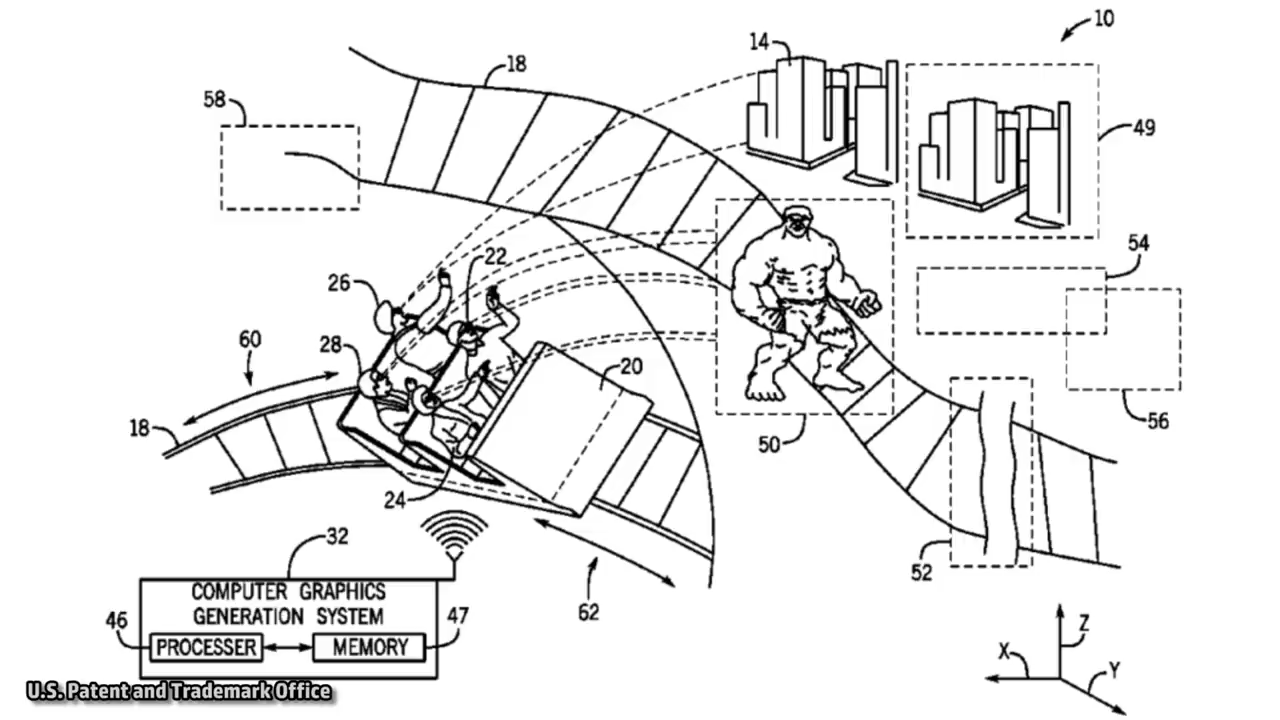 10
14
18
58
49
54
22
26
28
60
20
18
50
56
24
52
32
62
COMPUTER GRAPHICS
GENERATION SYSTEM
46
47
PROCESSER
MEMORY
Z
X
Y
U.S. Patent and Trademark Office